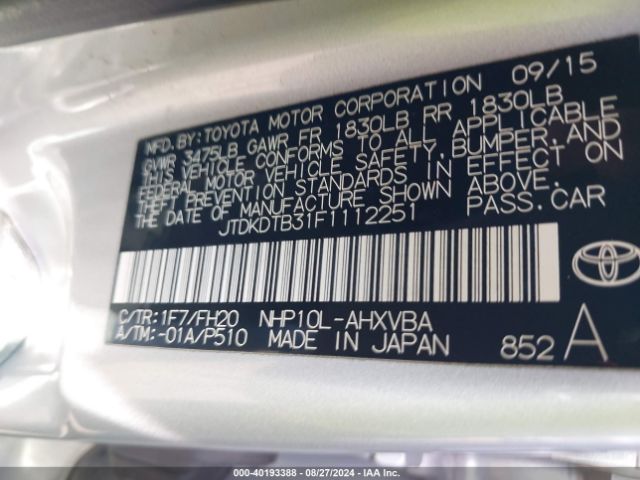 MFD.BY:TOYOTA MOTOR CORPORATION 09/15
GVWR 3475LB GAWR FR 1830LB RR 1830LB
THIS VEHICLE CONFORMS TO ALL APPLICABLE
FEDERAL MOTOR VEHICLE SAFETY,BUMPER,AND
THEFT PREVENTION STANDARDS IN EFFECT ON
THE DATE OF MANUFACTURE SHOWN ABOVE.
JTDKDTB31F1112251 PASS.CAR
C/TR:1F7/FH20 NHP10L-AHXVBA
A/TM:-01A/P510 MADE IN JAPAN 852 A
000-40193388 - 08/27/2024 - IAA Inc.